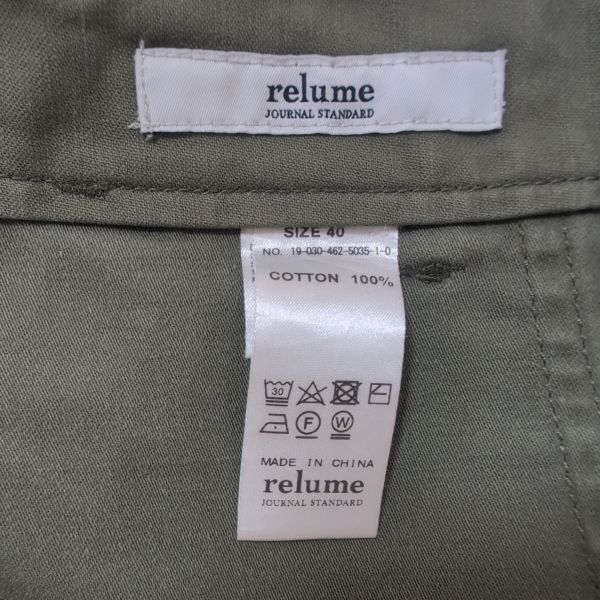 relume
JOURNAL STANDARD
SIZE 40
NO. 19-030-462-5035-1-0
COTTON 100%
30
F W
MADE IN CHINA
relume
JOURNAL STANDARD